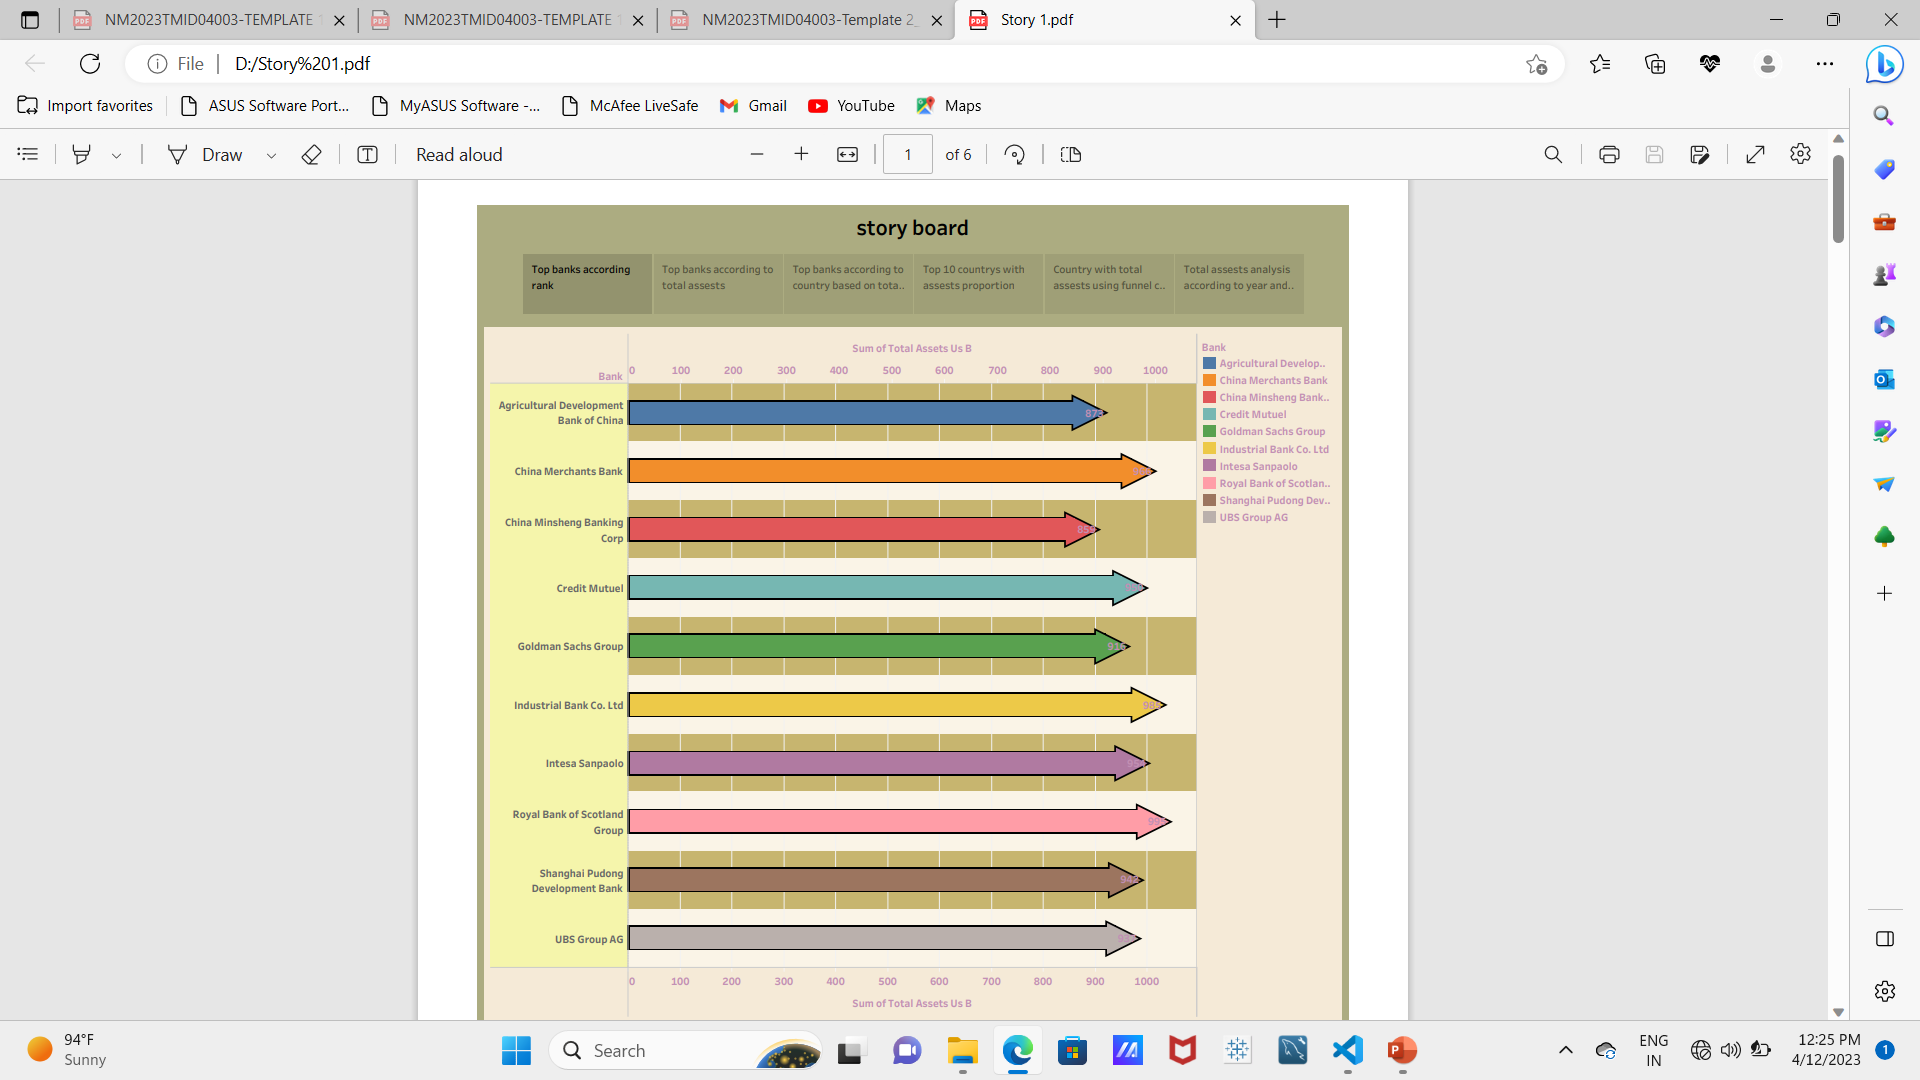 NM2023TMID04003-TEMPLATE 1
NM2023TMID04003-TEMPLATE 1
NM2023TMID04003-Template 2_
Story 1.pdf
File
D:/Story%201.pdf
Import favorites
ASUS Software Port...
MyASUS Software -...
McAfee LiveSafe
Gmail
YouTube
Maps
Draw
Read aloud
1
of 6
story board
Top banks according
rank
Top banks according to
total assests
Top banks according to
country based on tota..
Top 10 countrys with
assests proportion
Country with total
assests using funnel c..
Total assests analysis
according to year and..
Sum of Total Assets Us B
Bank
0 100 200 300 400 500 600 700 800 900 1000
Agricultural Development
Bank of China
873
China Merchants Bank
China Minsheng Banking
Corp
Credit Mutuel
Goldman Sachs Group
Industrial Bank Co. Ltd
Intesa Sanpaolo
Royal Bank of Scotland
Group
Shanghai Pudong
Development Bank
UBS Group AG
0 100 200 300 400 500 600 700 800 900 1000
Sum of Total Assets Us B
Bank
Agricultural Develop..
China Merchants Bank
China Minsheng Bank..
Credit Mutuel
Goldman Sachs Group
Industrial Bank Co. Ltd
Intesa Sanpaolo
Royal Bank of Scotlan..
Shanghai Pudong Dev..
UBS Group AG
94°F
Sunny
Search
ENG
IN
12:25 PM
4/12/2023
1